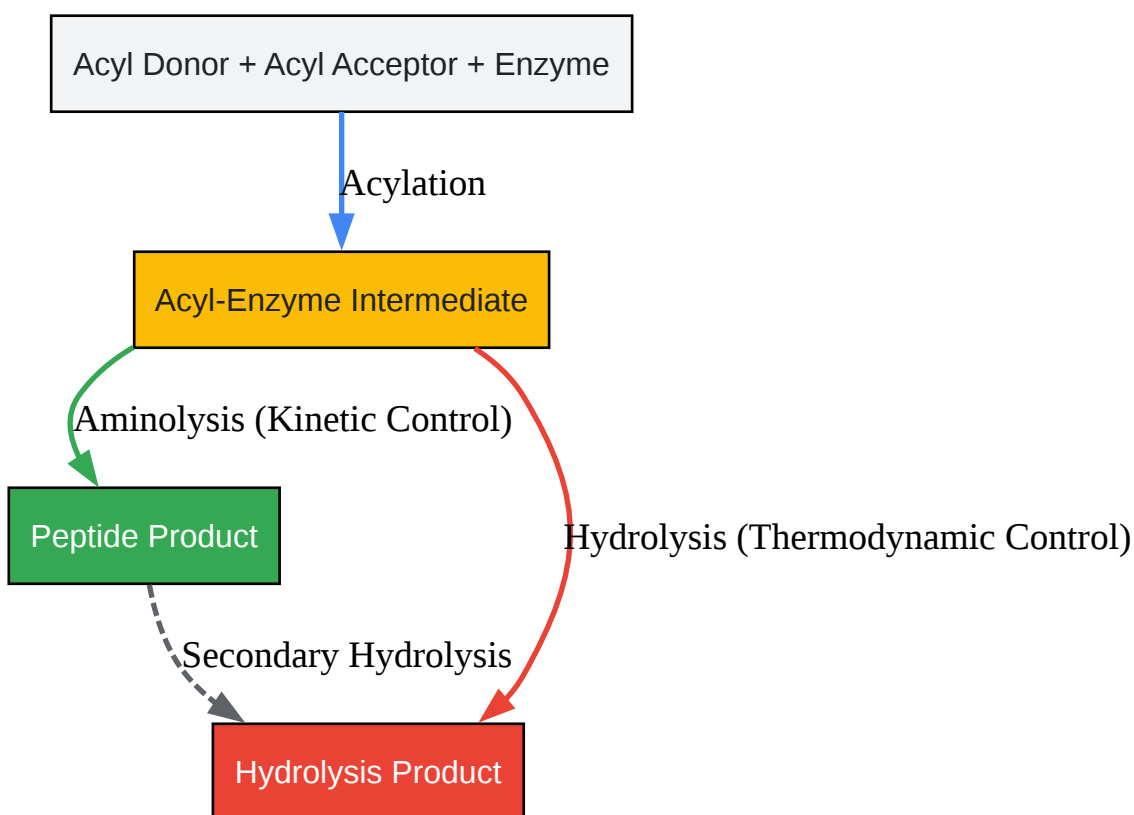 Acyl Donor + Acyl Acceptor + Enzyme
Acylation
Acyl-Enzyme Intermediate
Aminolysis (Kinetic Control)
Peptide Product
Hydrolysis (Thermodynamic Control)
Secondary Hydrolysis
Hydrolysis Product